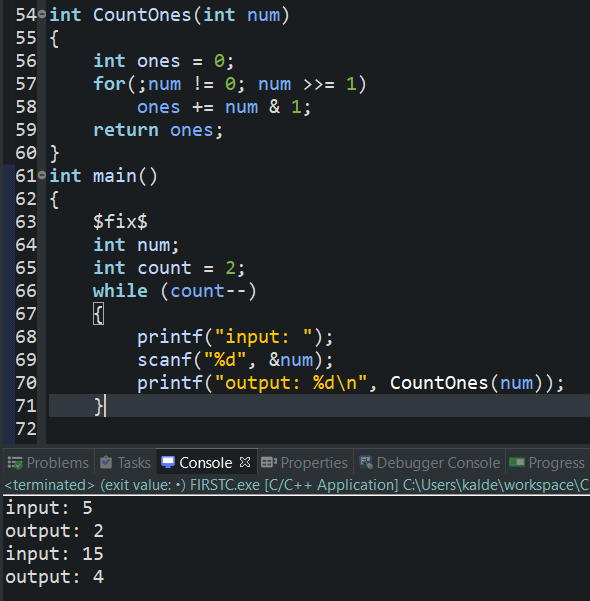 54 int CountOnes(int num)
55 {
56     int ones = 0;
57     for(;num != 0; num >>= 1)
58         ones += num & 1;
59     return ones;
60 }
61 int main()
62 {
63     $fix$
64     int num;
65     int count = 2;
66     while (count--)
67     {
68         printf("input: ");
69         scanf("%d", &num);
70         printf("output: %d\n", CountOnes(num));
71     }
72
Problems Tasks Console Properties Debugger Console Progress
<terminated> (exit value: •) FIRSTC.exe [C/C++ Application] C:\Users\kalde\workspace\C
input: 5
output: 2
input: 15
output: 4